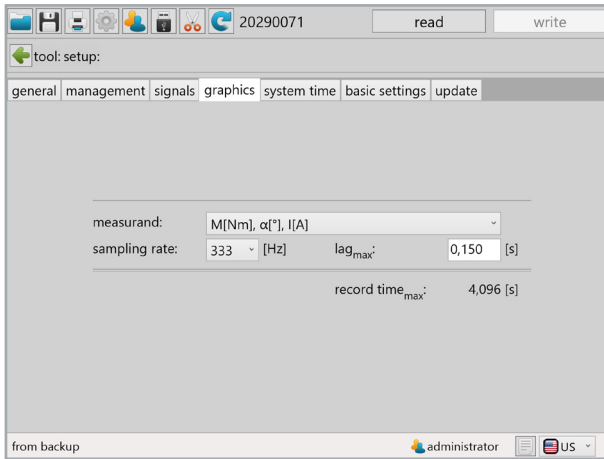 20290071 read write
tool: setup:
general management signals graphics system time basic settings update
measurand: M[Nm], α[°], I[A]
sampling rate: 333 [Hz] lagmax: 0,150 [s]
record timemax: 4,096 [s]
from backup administrator US